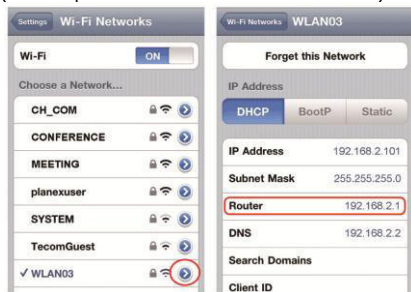 Settings Wi-Fi Networks
Wi-Fi ON
Choose a Network...
CH_COM
CONFERENCE
MEETING
planexuser
SYSTEM
TecomGuest
✓ WLAN03
Wi-Fi Networks WLAN03
Forget this Network
IP Address
DHCP BootP Static
IP Address 192.168.2.101
Subnet Mask 255.255.255.0
Router 192.168.2.1
DNS 192.168.2.2
Search Domains
Client ID